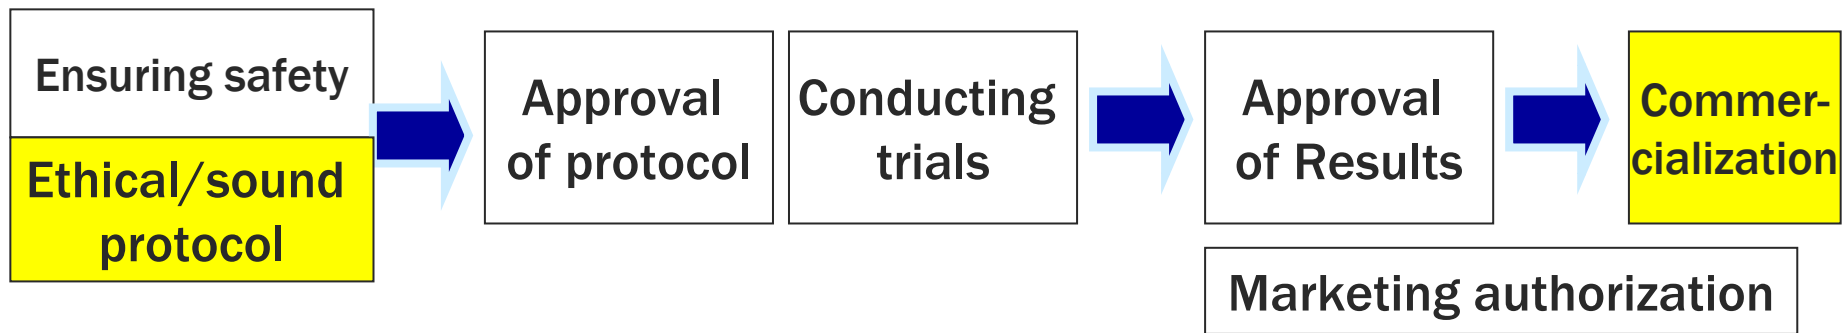 Ensuring safety
Ethical/sound
protocol
Approval
of protocol
Conducting
trials
Approval
of Results
Commer-
cialization
Marketing authorization